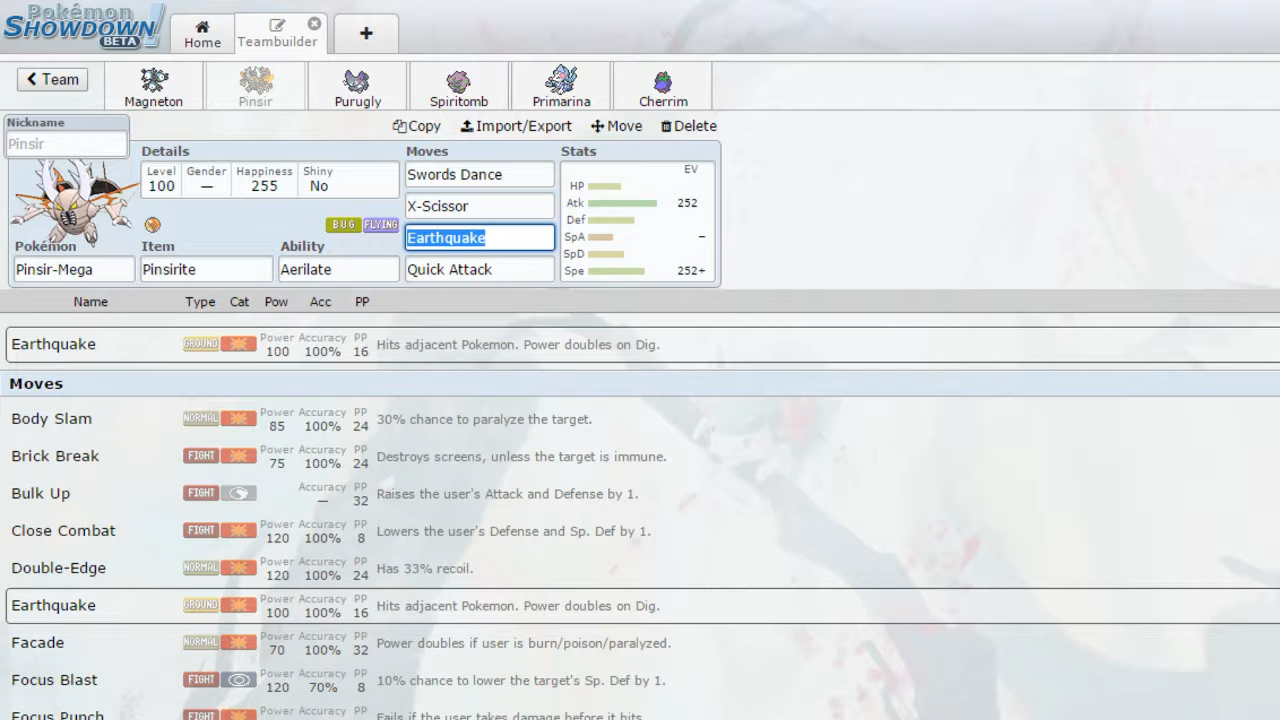 Pokémon
SHOWDOWN!
BETA
Home
Teambuilder
+
Team
Magneton
Pinsir
Purugly
Spiritomb
Primarina
Cherrim
Nickname
Pinsir
Copy Import/Export Move Delete
Details
Level Gender Happiness Shiny
100 — 255 No
BUG FLYING
Pokémon Item Ability
Pinsir-Mega Pinsirite Aerilate
Moves
Swords Dance
X-Scissor
Earthquake
Quick Attack
Stats
EV
HP
Atk 252
Def
SpA –
SpD
Spe 252+
Name Type Cat Pow Acc PP
Earthquake GROUND Power 100 Accuracy 100% PP 16 Hits adjacent Pokemon. Power doubles on Dig.
Moves
Body Slam NORMAL Power 85 Accuracy 100% PP 24 30% chance to paralyze the target.
Brick Break FIGHT Power 75 Accuracy 100% PP 24 Destroys screens, unless the target is immune.
Bulk Up FIGHT Accuracy — PP 32 Raises the user's Attack and Defense by 1.
Close Combat FIGHT Power 120 Accuracy 100% PP 8 Lowers the user's Defense and Sp. Def by 1.
Double-Edge NORMAL Power 120 Accuracy 100% PP 24 Has 33% recoil.
Earthquake GROUND Power 100 Accuracy 100% PP 16 Hits adjacent Pokemon. Power doubles on Dig.
Facade NORMAL Power 70 Accuracy 100% PP 32 Power doubles if user is burn/poison/paralyzed.
Focus Blast FIGHT Power 120 Accuracy 70% PP 8 10% chance to lower the target's Sp. Def by 1.
Focus Punch FIGHT Power Accuracy PP Fails if the user takes damage before it hits.